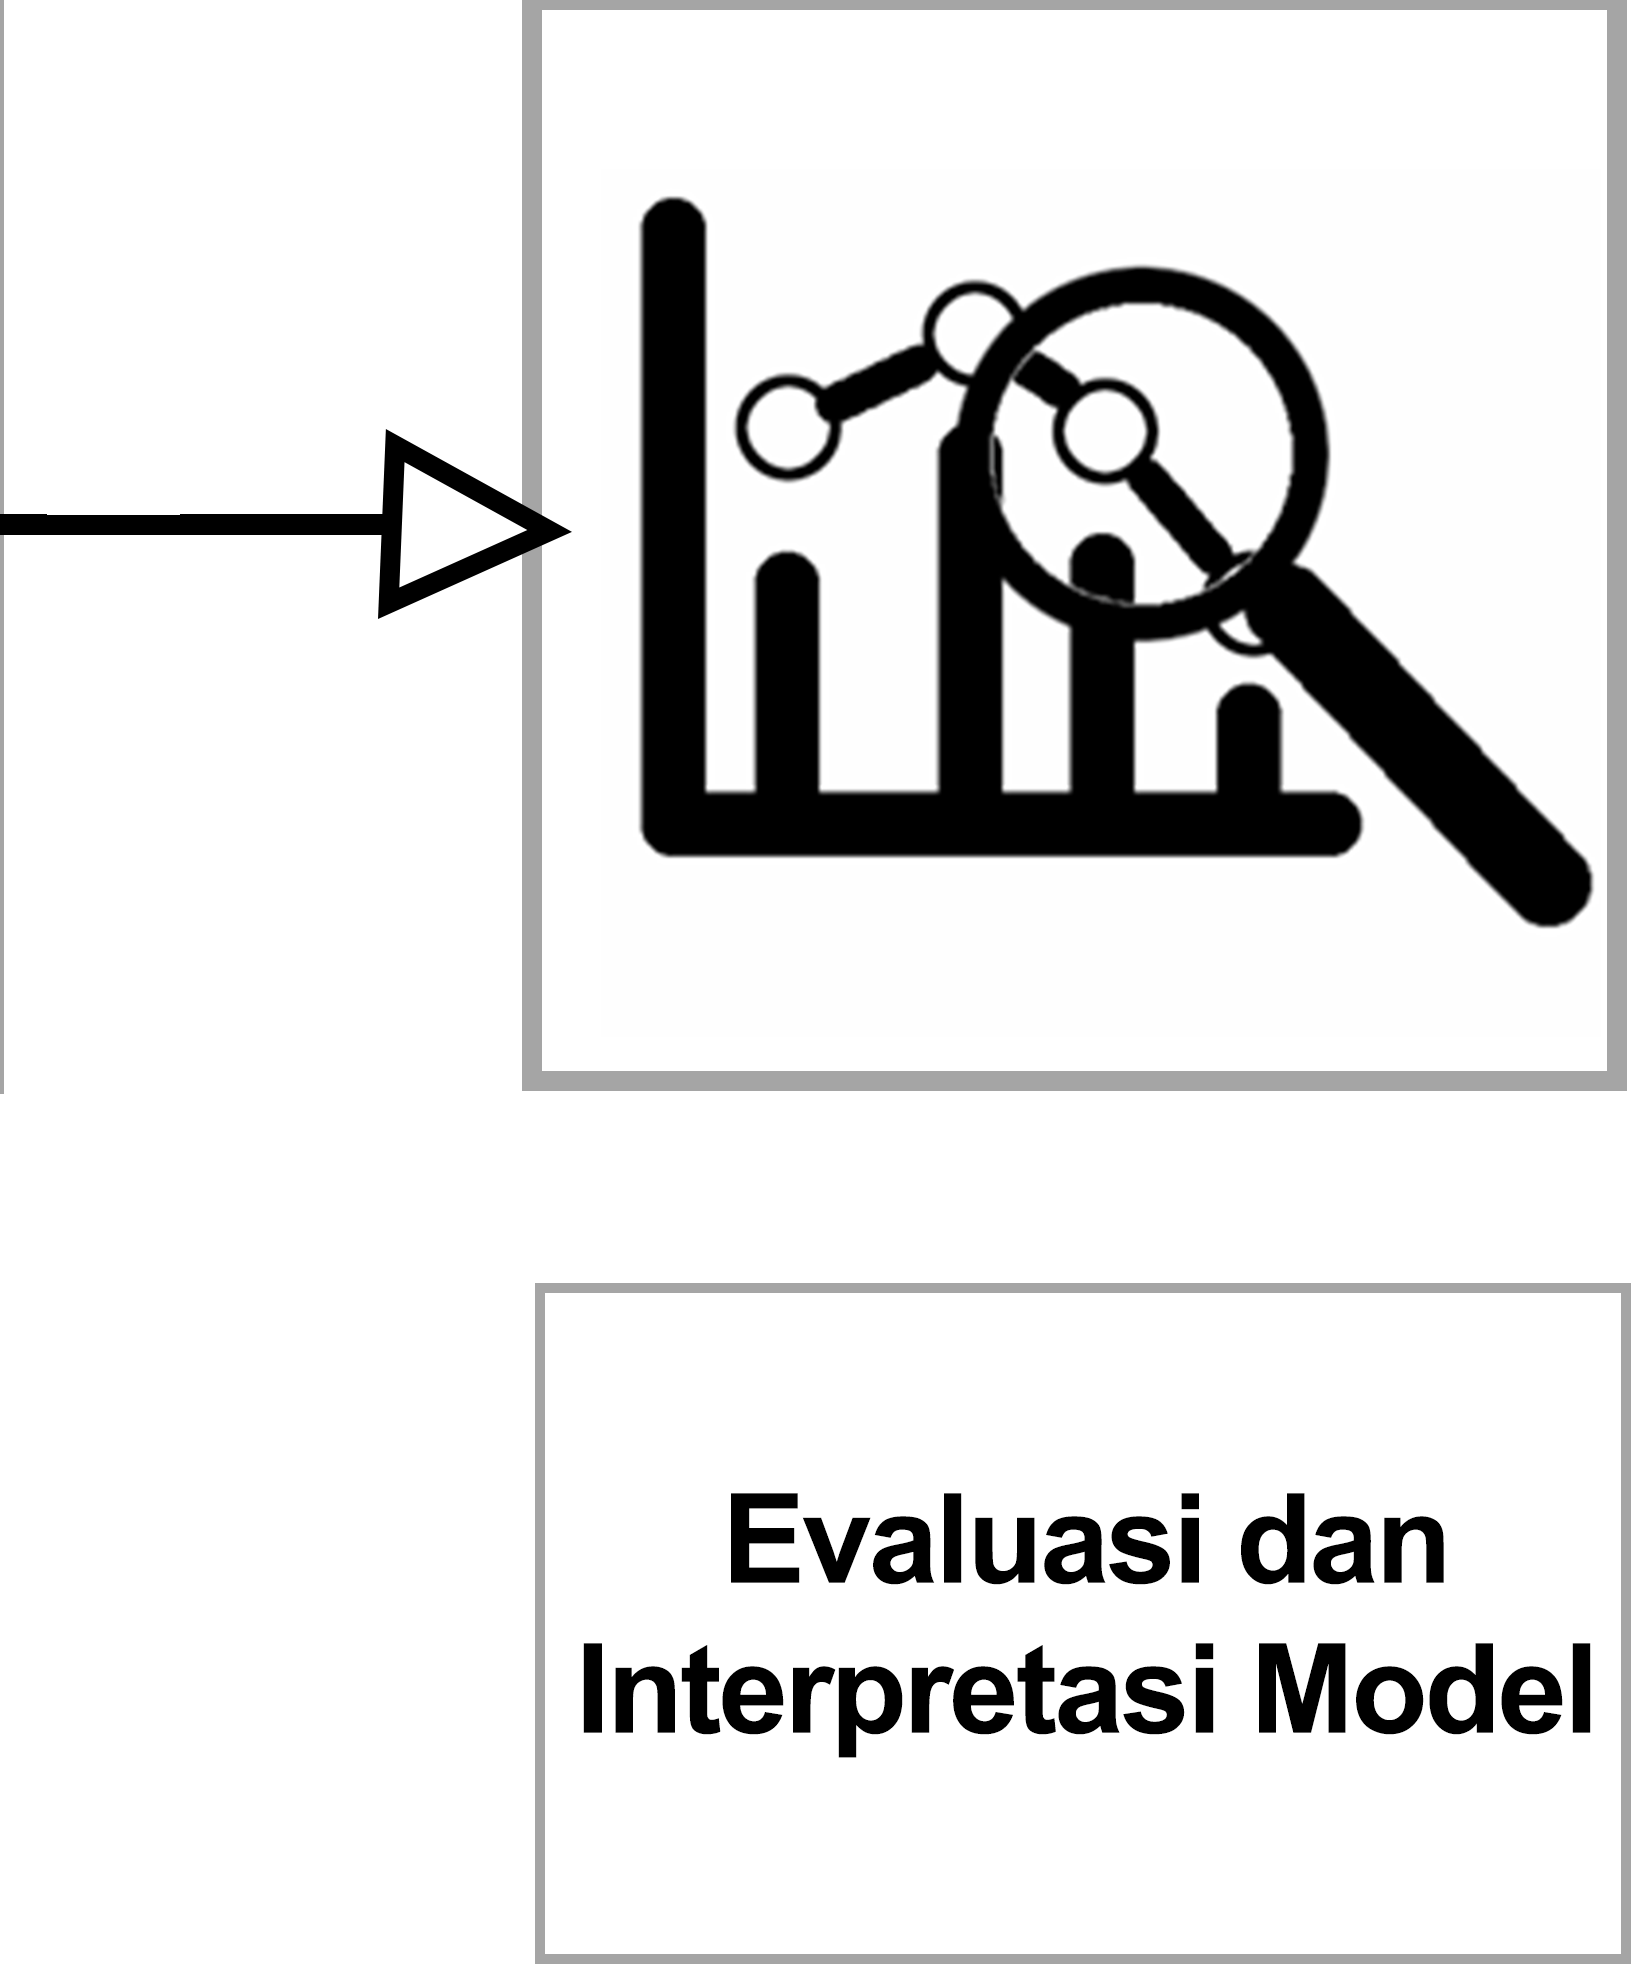 Evaluasi dan
Interpretasi Model